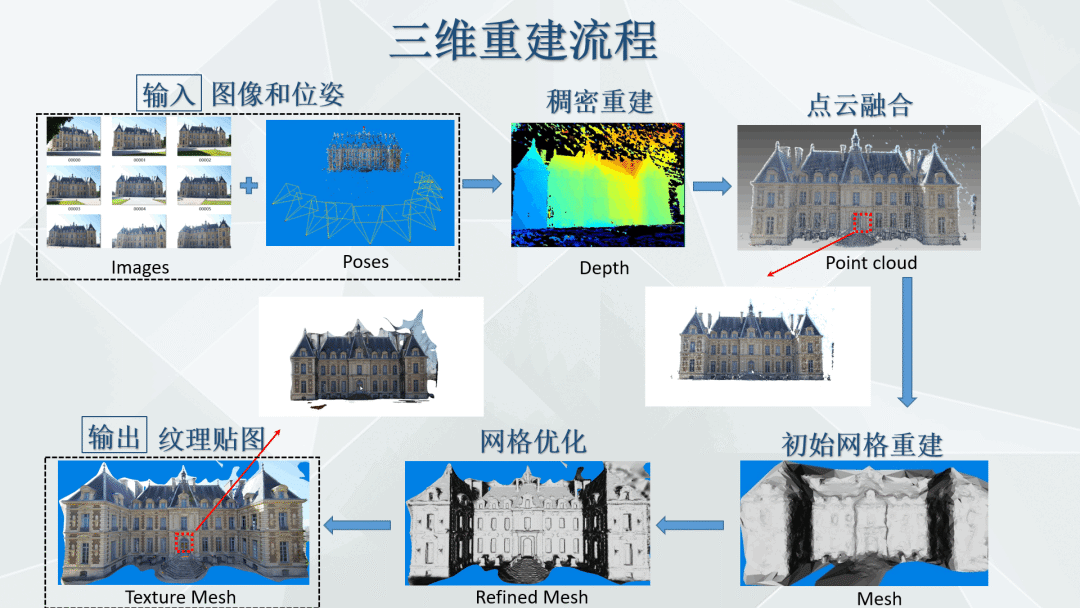 三维重建流程
输入 图像和位姿
稠密重建
点云融合
00000
00001
00002
00003
00004
00005
Images
Poses
Depth
Point cloud
输出 纹理贴图
网格优化
初始网格重建
Texture Mesh
Refined Mesh
Mesh